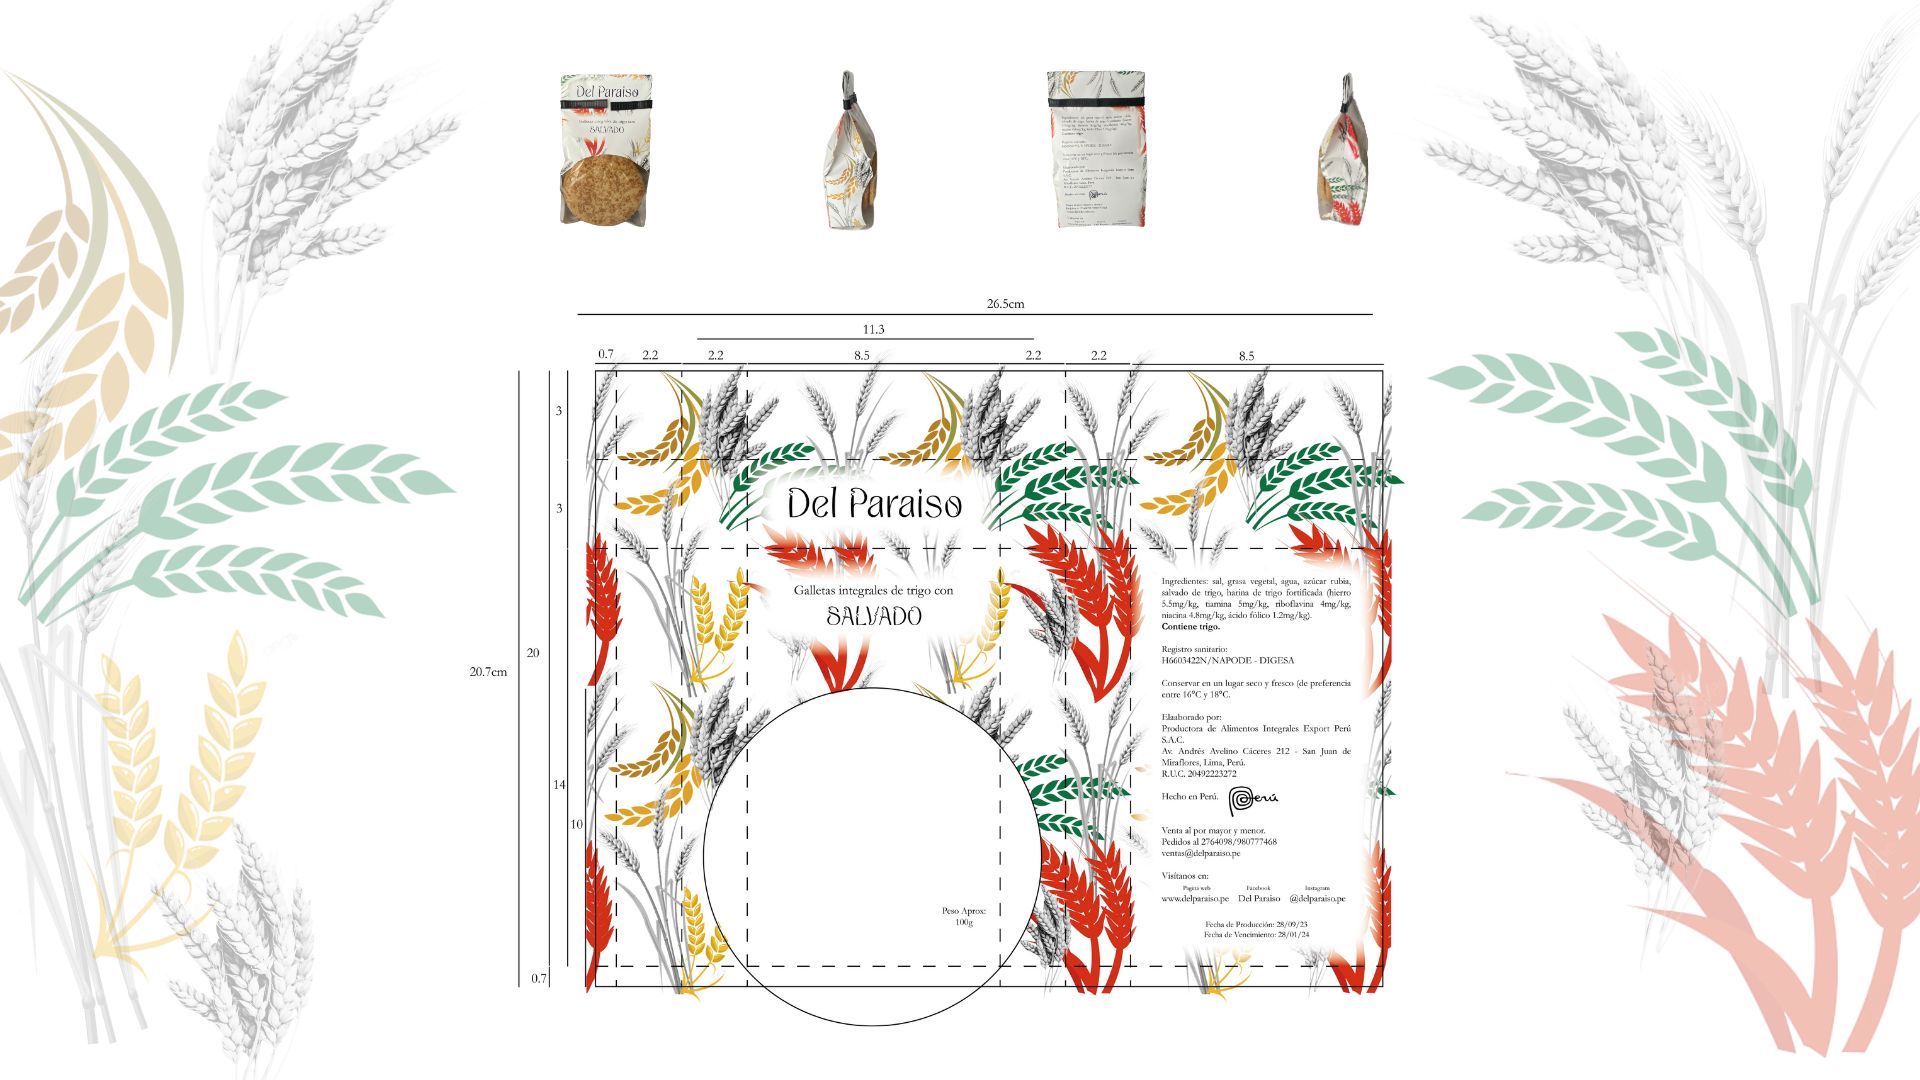 Del Paraiso
SALVADO
26.5cm
11.3
0.7 2.2 2.2 8.5 2.2 2.2 8.5
3
3
20
20.7cm
14
10
0.7
Del Paraiso
Galletas integrales de trigo con
SALVADO
Peso Aprox:
100g
Ingredientes: sal, grasa vegetal, agua, azúcar rubia,
salvado de trigo, harina de trigo fortificada (hierro
5.5mg/kg, tiamina 5mg/kg, riboflavina 4mg/kg,
niacina 4.8mg/kg, ácido fólico 1.2mg/kg).
Contiene trigo.
Registro sanitario:
H6603422N/NAPODE - DIGESA
Conservar en un lugar seco y fresco (de preferencia
entre 16°C y 18°C.
Elaaborado por:
Productora de Alimentos Integrales Export Perú
S.A.C.
Av. Andrés Avelino Cáceres 212 - San Juan de
Miraflores, Lima, Perú.
R.U.C. 20492223272
Hecho en Perú. Perú
Venta al por mayor y menor.
Pedidos al 2764098/980777468
ventas@delparaiso.pe
Visítanos en:
Pagina web Facebook Instagram
www.delparaiso.pe Del Paraiso @delparaiso.pe
Fecha de Producción: 28/09/23
Fecha de Vencimiento: 28/01/24